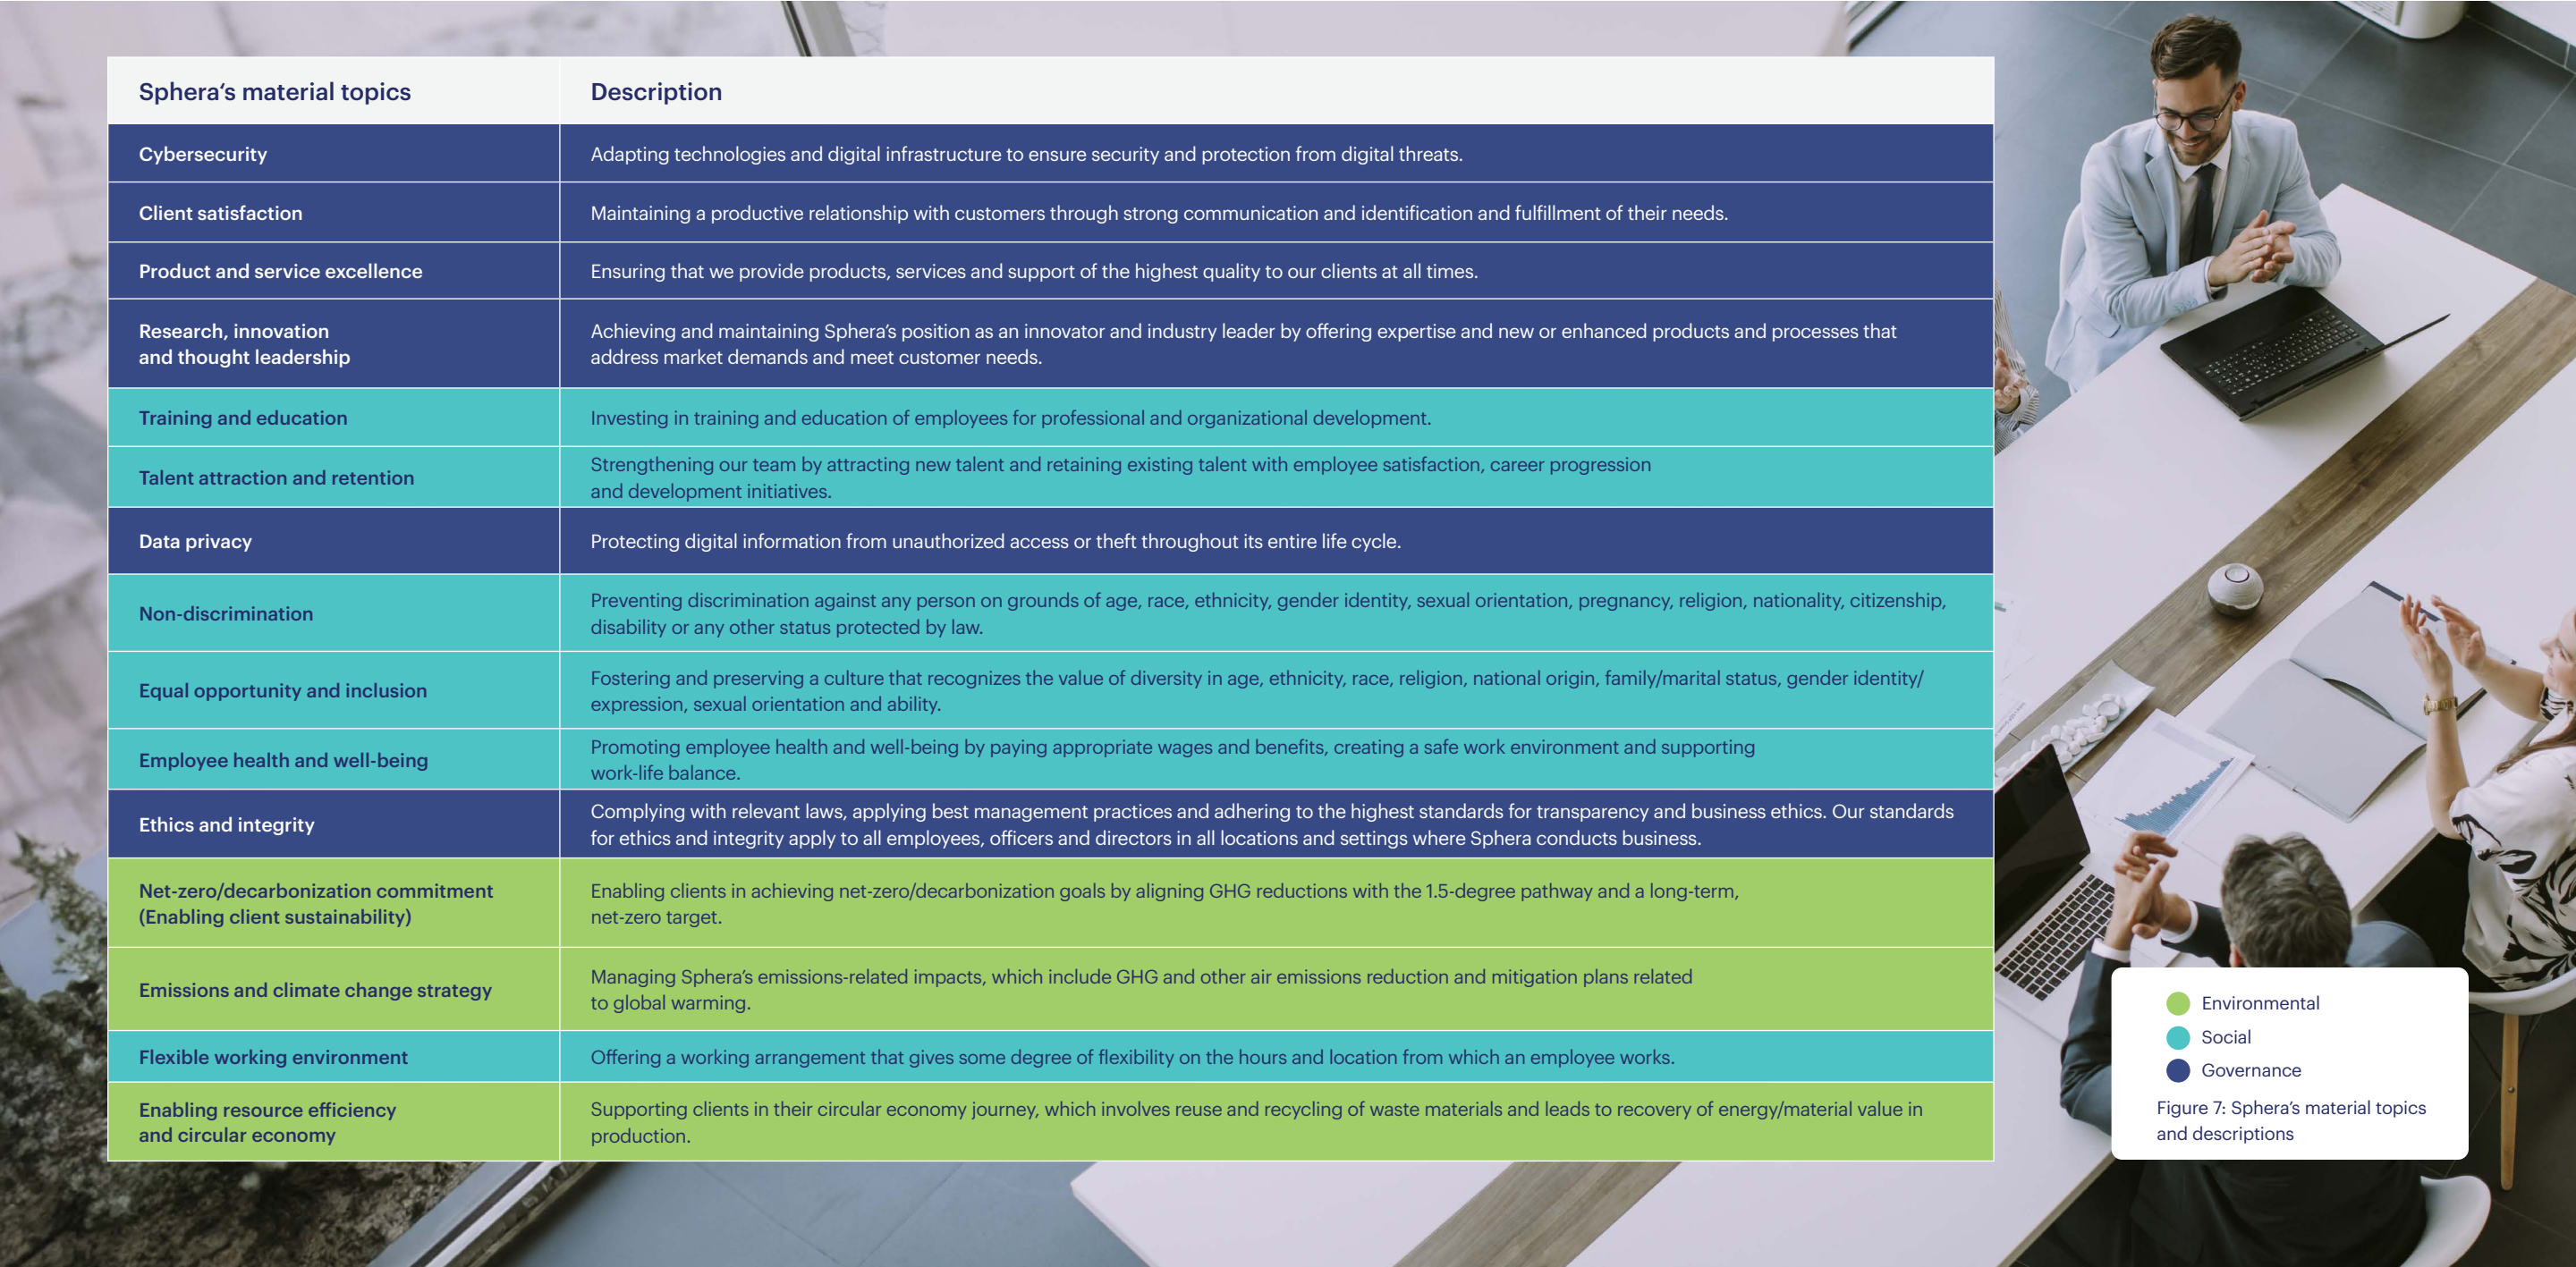 Sphera‘s material topics
Description
Cybersecurity
Adapting technologies and digital infrastructure to ensure security and protection from digital threats.
Client satisfaction
Maintaining a productive relationship with customers through strong communication and identification and fulfillment of their needs.
Product and service excellence
Ensuring that we provide products, services and support of the highest quality to our clients at all times.
Research, innovation
and thought leadership
Achieving and maintaining Sphera’s position as an innovator and industry leader by offering expertise and new or enhanced products and processes that
address market demands and meet customer needs.
Training and education
Investing in training and education of employees for professional and organizational development.
Talent attraction and retention
Strengthening our team by attracting new talent and retaining existing talent with employee satisfaction, career progression
and development initiatives.
Data privacy
Protecting digital information from unauthorized access or theft throughout its entire life cycle.
Non-discrimination
Preventing discrimination against any person on grounds of age, race, ethnicity, gender identity, sexual orientation, pregnancy, religion, nationality, citizenship,
disability or any other status protected by law.
Equal opportunity and inclusion
Fostering and preserving a culture that recognizes the value of diversity in age, ethnicity, race, religion, national origin, family/marital status, gender identity/
expression, sexual orientation and ability.
Employee health and well-being
Promoting employee health and well-being by paying appropriate wages and benefits, creating a safe work environment and supporting
work-life balance.
Ethics and integrity
Complying with relevant laws, applying best management practices and adhering to the highest standards for transparency and business ethics. Our standards
for ethics and integrity apply to all employees, officers and directors in all locations and settings where Sphera conducts business.
Net-zero/decarbonization commitment
(Enabling client sustainability)
Enabling clients in achieving net-zero/decarbonization goals by aligning GHG reductions with the 1.5-degree pathway and a long-term,
net-zero target.
Emissions and climate change strategy
Managing Sphera’s emissions-related impacts, which include GHG and other air emissions reduction and mitigation plans related
to global warming.
Flexible working environment
Offering a working arrangement that gives some degree of flexibility on the hours and location from which an employee works.
Enabling resource efficiency
and circular economy
Supporting clients in their circular economy journey, which involves reuse and recycling of waste materials and leads to recovery of energy/material value in
production.
Environmental
Social
Governance
Figure 7: Sphera’s material topics
and descriptions